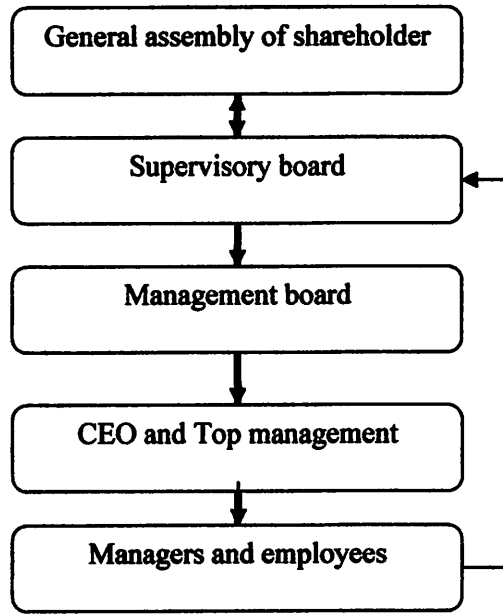 General assembly of shareholder
Supervisory board
Management board
CEO and Top management
Managers and employees